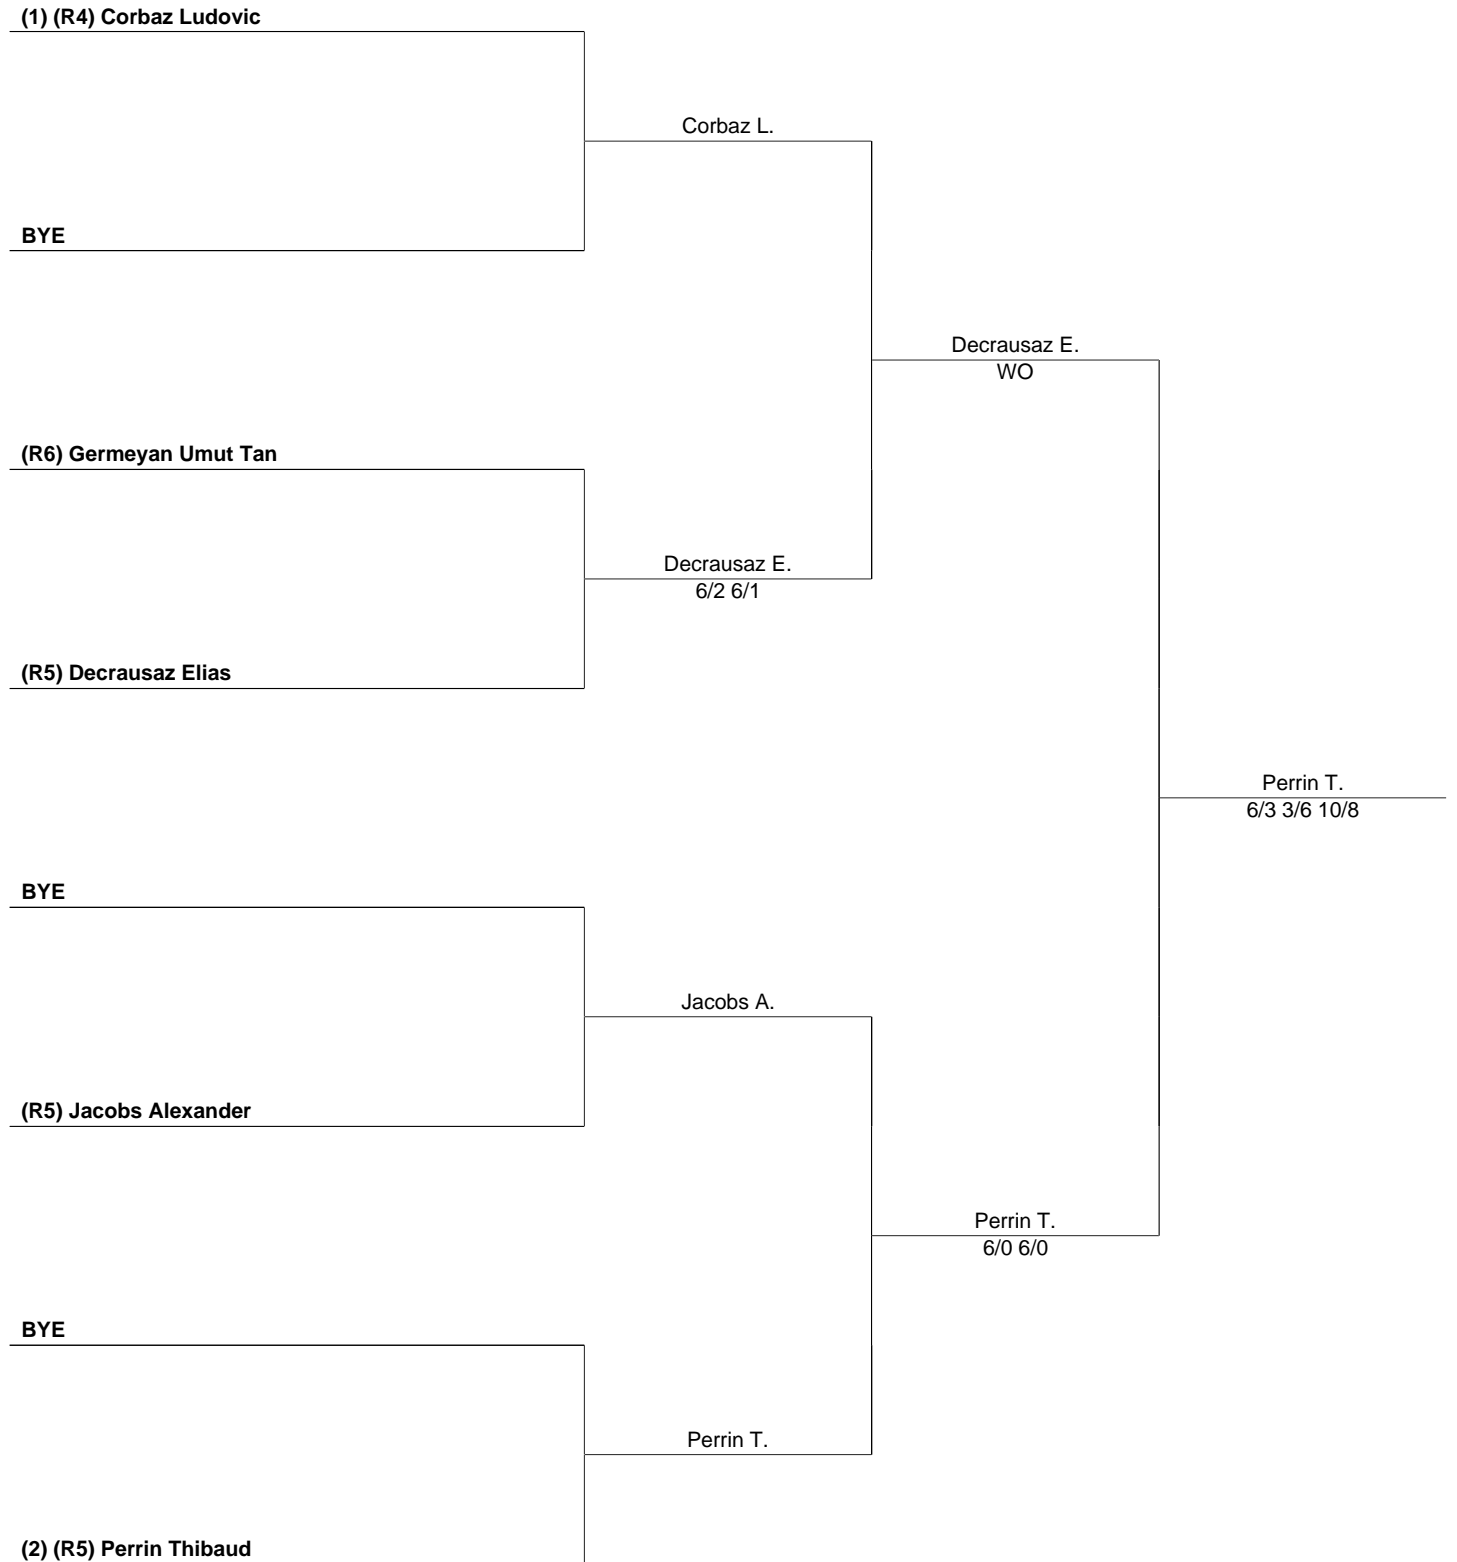 (1) (R4) Corbaz Ludovic
Corbaz L.
BYE
Decrausaz E.
WO
(R6) Germeyan Umut Tan
Decrausaz E.
6/2 6/1
(R5) Decrausaz Elias
Perrin T.
6/3 3/6 10/8
BYE
Jacobs A.
(R5) Jacobs Alexander
Perrin T.
6/0 6/0
BYE
Perrin T.
(2) (R5) Perrin Thibaud